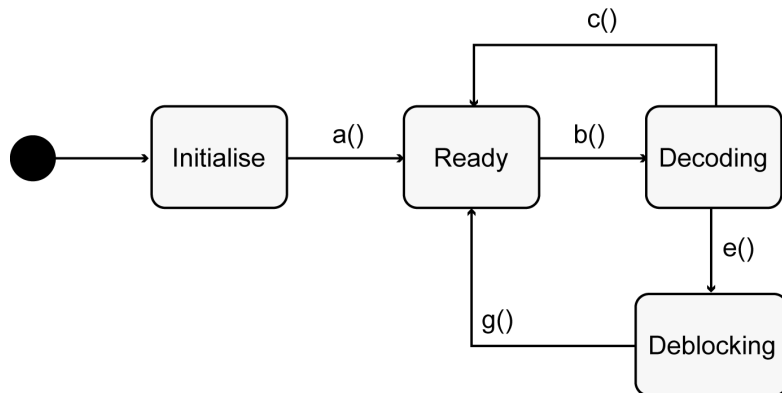 c()
Initialise
a()
Ready
b()
Decoding
e()
g()
Deblocking